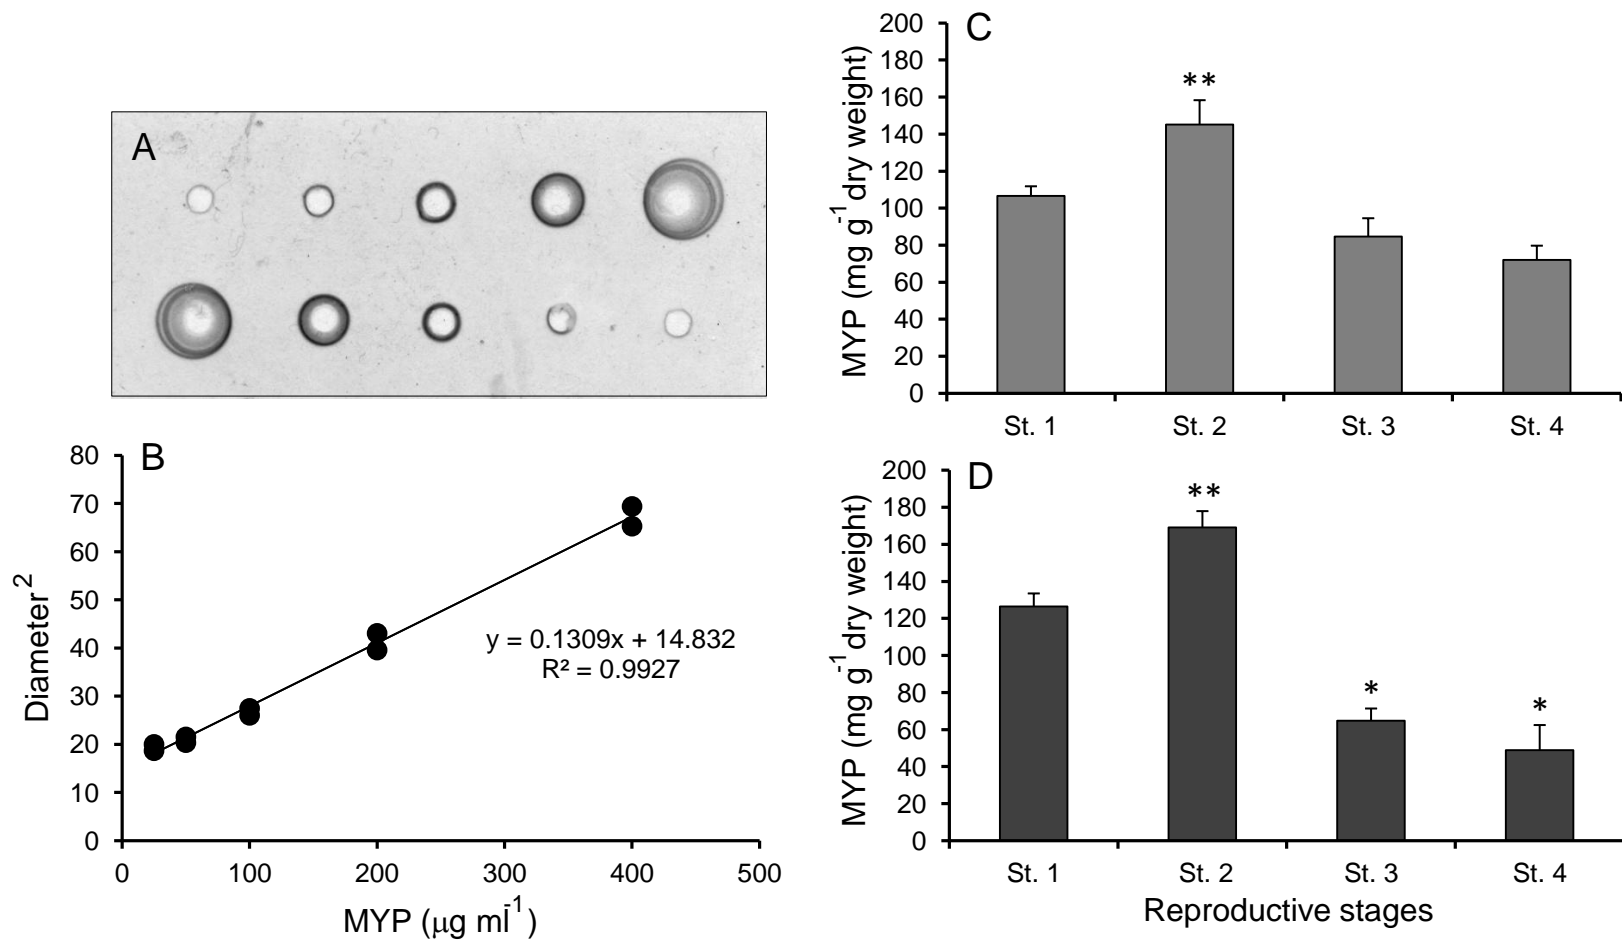 A
B
80
70
60
50
40
30
20
10
0
Diameter²
y = 0.1309x + 14.832
R² = 0.9927
0 100 200 300 400 500
MYP (μg ml⁻¹)
C
200
180
160
140
120
100
80
60
40
20
0
MYP (mg g⁻¹ dry weight)
**
St. 1 St. 2 St. 3 St. 4
D
200
180
160
140
120
100
80
60
40
20
0
MYP (mg g⁻¹ dry weight)
**
*
*
St. 1 St. 2 St. 3 St. 4
Reproductive stages